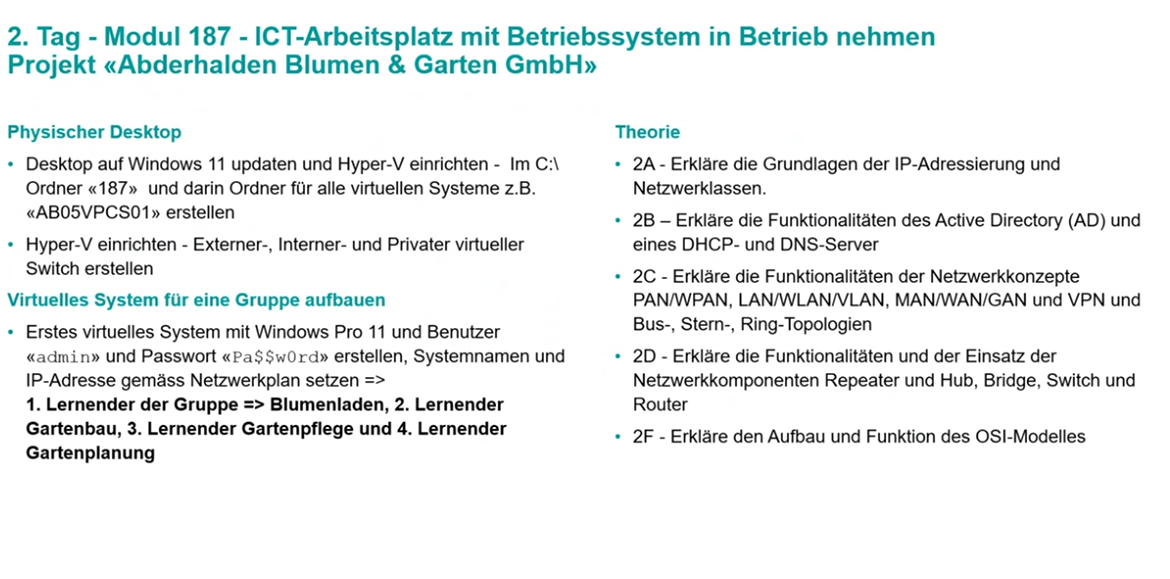 2. Tag - Modul 187 - ICT-Arbeitsplatz mit Betriebssystem in Betrieb nehmen
Projekt «Abderhalden Blumen & Garten GmbH»
Physischer Desktop
• Desktop auf Windows 11 updaten und Hyper-V einrichten - Im C:\
Ordner «187» und darin Ordner für alle virtuellen Systeme z.B.
«AB05VPCS01» erstellen
• Hyper-V einrichten - Externer-, Interner- und Privater virtueller
Switch erstellen
Virtuelles System für eine Gruppe aufbauen
• Erstes virtuelles System mit Windows Pro 11 und Benutzer
«admin» und Passwort «Pa$$w0rd» erstellen, Systemnamen und
IP-Adresse gemäss Netzwerkplan setzen =>
1. Lernender der Gruppe => Blumenladen, 2. Lernender
Gartenbau, 3. Lernender Gartenpflege und 4. Lernender
Gartenplanung
Theorie
• 2A - Erkläre die Grundlagen der IP-Adressierung und
Netzwerklassen.
• 2B – Erkläre die Funktionalitäten des Active Directory (AD) und
eines DHCP- und DNS-Server
• 2C - Erkläre die Funktionalitäten der Netzwerkkonzepte
PAN/WPAN, LAN/WLAN/VLAN, MAN/WAN/GAN und VPN und
Bus-, Stern-, Ring-Topologien
• 2D - Erkläre die Funktionalitäten und der Einsatz der
Netzwerkkomponenten Repeater und Hub, Bridge, Switch und
Router
• 2F - Erkläre den Aufbau und Funktion des OSI-Modelles